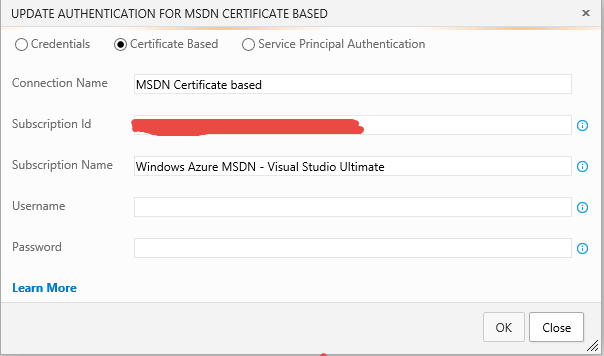 UPDATE AUTHENTICATION FOR MSDN CERTIFICATE BASED
Credentials Certificate Based Service Principal Authentication
Connection Name MSDN Certificate based
Subscription Id
Subscription Name Windows Azure MSDN - Visual Studio Ultimate
Username
Password
Learn More
OK Close